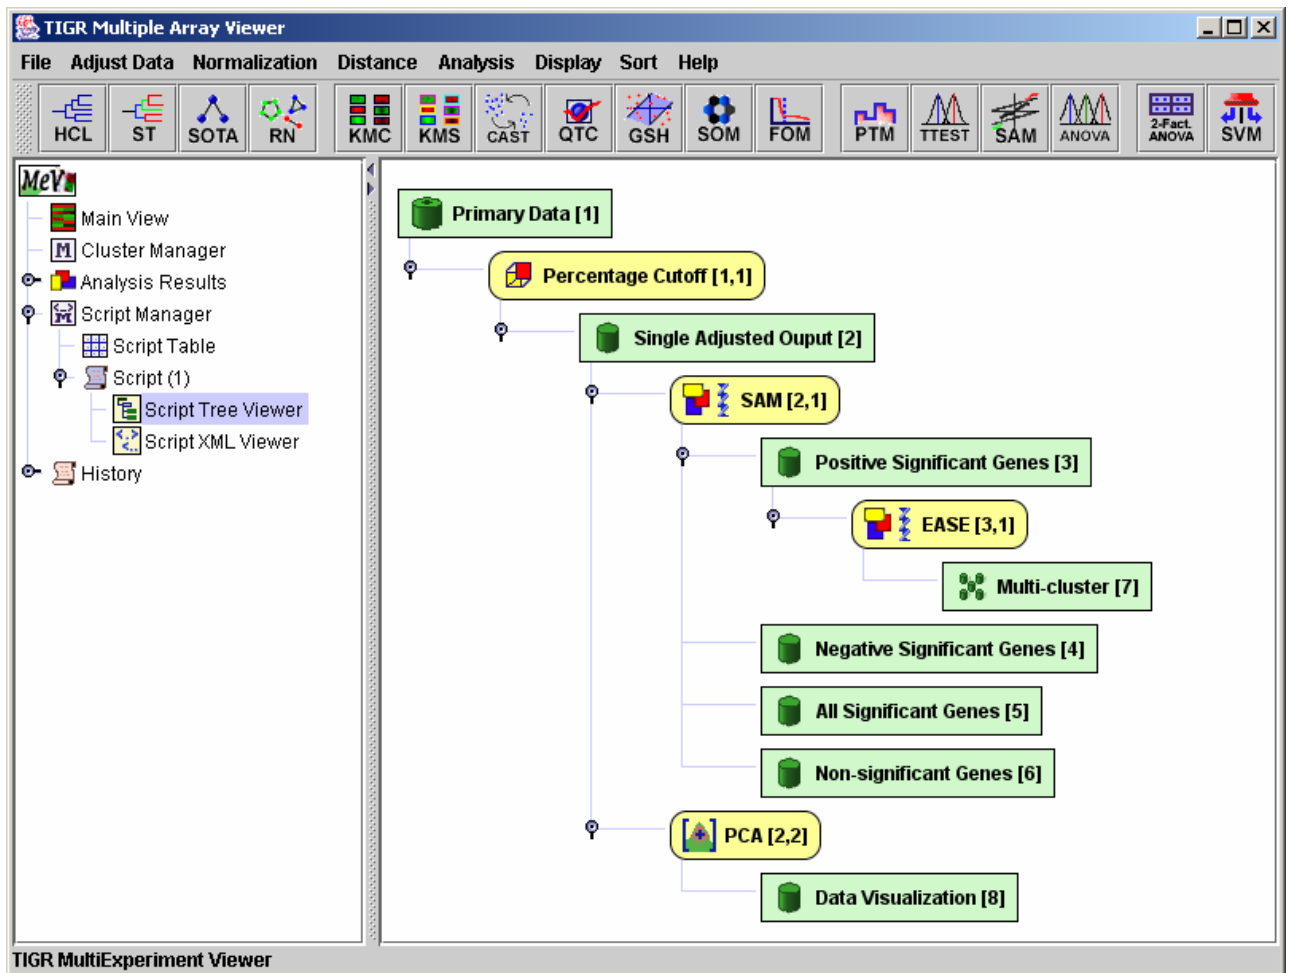 TIGR Multiple Array Viewer
File Adjust Data Normalization Distance Analysis Display Sort Help
HCL ST SOTA RN KMC KMS CAST QTC GSH SOM FOM PTM TTEST SAM ANOVA 2-Fact. ANOVA SVM
MeV
Main View
Cluster Manager
Analysis Results
Script Manager
Script Table
Script (1)
Script Tree Viewer
Script XML Viewer
History
Primary Data [1]
Percentage Cutoff [1,1]
Single Adjusted Ouput [2]
SAM [2,1]
Positive Significant Genes [3]
EASE [3,1]
Multi-cluster [7]
Negative Significant Genes [4]
All Significant Genes [5]
Non-significant Genes [6]
PCA [2,2]
Data Visualization [8]
TIGR MultiExperiment Viewer